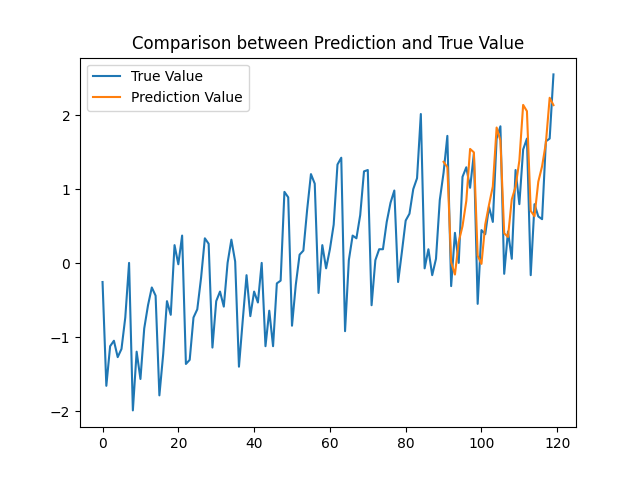 Comparison between Prediction and True Value
True Value
Prediction Value
2
1
0
−1
−2
0 20 40 60 80 100 120